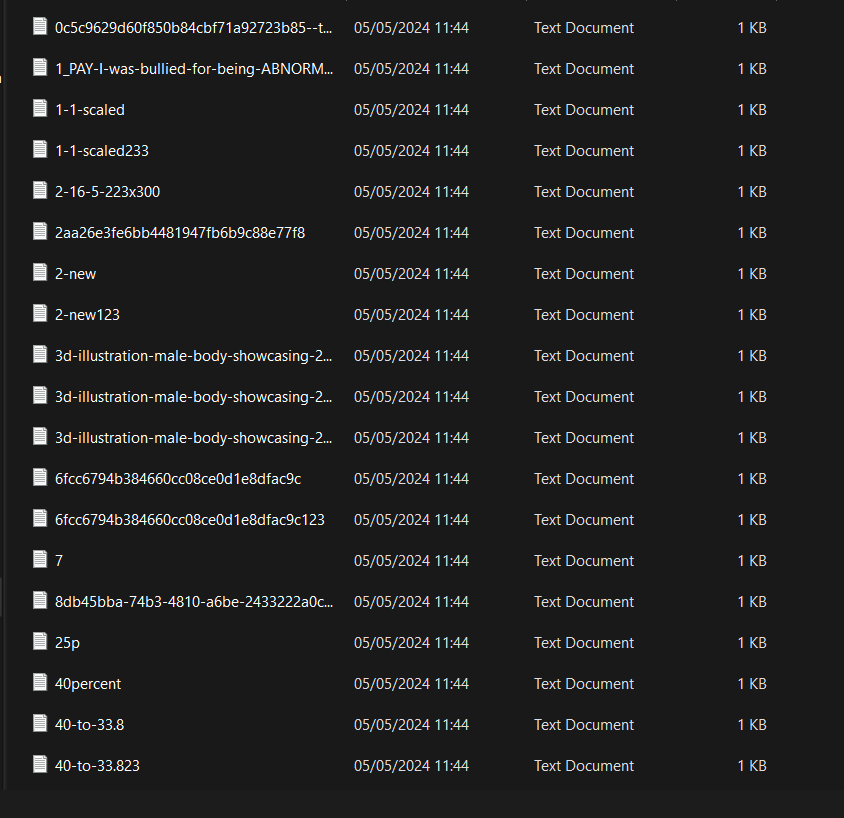 0c5c9629d60f850b84cbf71a92723b85--t... 05/05/2024 11:44 Text Document 1 KB
1_PAY-I-was-bullied-for-being-ABNORM... 05/05/2024 11:44 Text Document 1 KB
1-1-scaled 05/05/2024 11:44 Text Document 1 KB
1-1-scaled233 05/05/2024 11:44 Text Document 1 KB
2-16-5-223x300 05/05/2024 11:44 Text Document 1 KB
2aa26e3fe6bb4481947fb6b9c88e77f8 05/05/2024 11:44 Text Document 1 KB
2-new 05/05/2024 11:44 Text Document 1 KB
2-new123 05/05/2024 11:44 Text Document 1 KB
3d-illustration-male-body-showcasing-2... 05/05/2024 11:44 Text Document 1 KB
3d-illustration-male-body-showcasing-2... 05/05/2024 11:44 Text Document 1 KB
3d-illustration-male-body-showcasing-2... 05/05/2024 11:44 Text Document 1 KB
6fcc6794b384660cc08ce0d1e8dfac9c 05/05/2024 11:44 Text Document 1 KB
6fcc6794b384660cc08ce0d1e8dfac9c123 05/05/2024 11:44 Text Document 1 KB
7 05/05/2024 11:44 Text Document 1 KB
8db45bba-74b3-4810-a6be-2433222a0c... 05/05/2024 11:44 Text Document 1 KB
25p 05/05/2024 11:44 Text Document 1 KB
40percent 05/05/2024 11:44 Text Document 1 KB
40-to-33.8 05/05/2024 11:44 Text Document 1 KB
40-to-33.823 05/05/2024 11:44 Text Document 1 KB